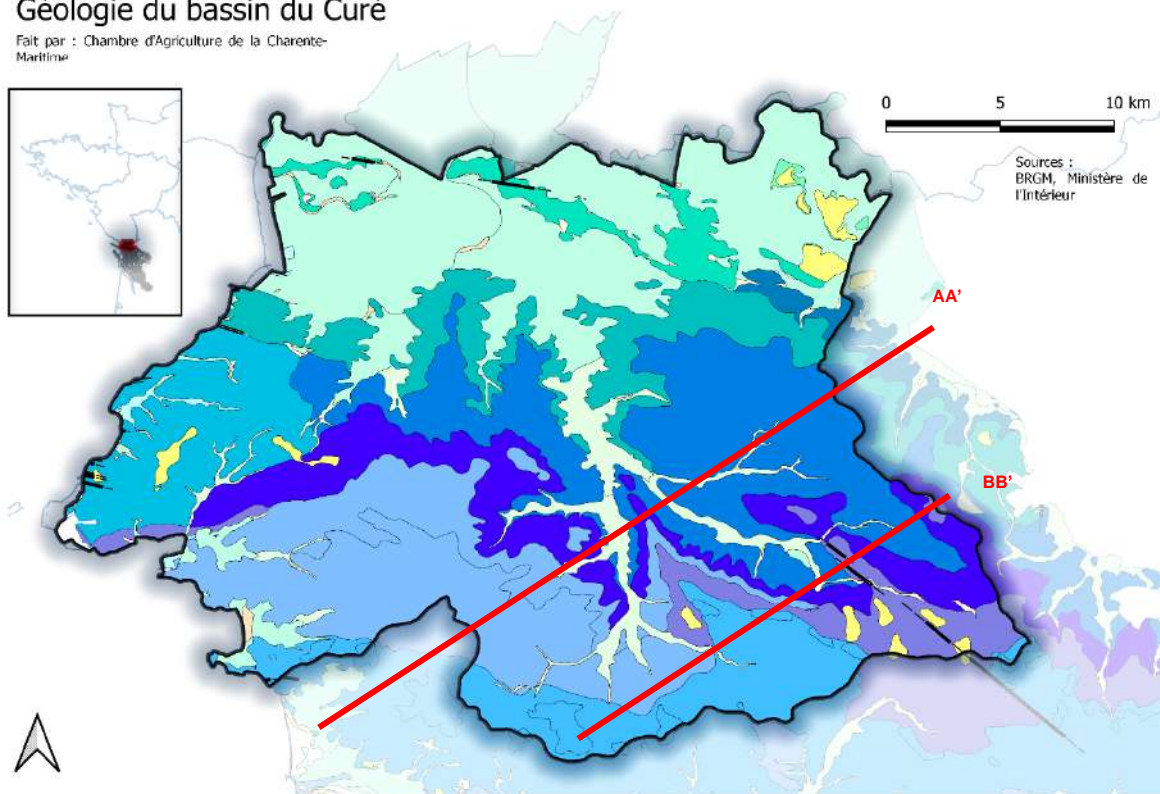 Géologie du bassin du Curé
Fait par : Chambre d'Agriculture de la Charente-
Maritime
0 5 10 km
Sources :
BRGM, Ministère de
l'Intérieur
AA'
BB'